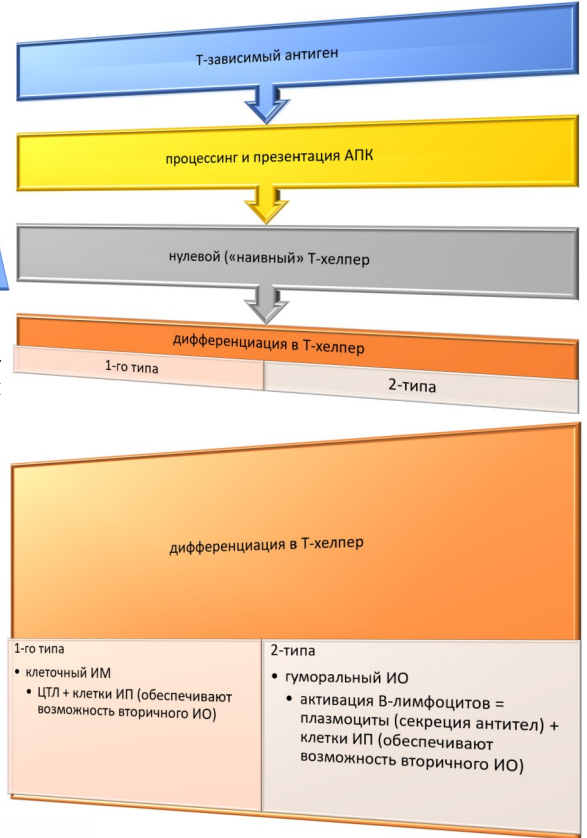 Т-зависимый антиген
процессинг и презентация АПК
нулевой («наивный» Т-хелпер
дифференциация в Т-хелпер
1-го типа
2-типа
дифференциация в Т-хелпер
1-го типа
• клеточный ИМ
• ЦТЛ + клетки ИП (обеспечивают
возможность вторичного ИО)
2-типа
• гуморальный ИО
• активация В-лимфоцитов =
плазмоциты (секреция антител) +
клетки ИП (обеспечивают
возможность вторичного ИО)